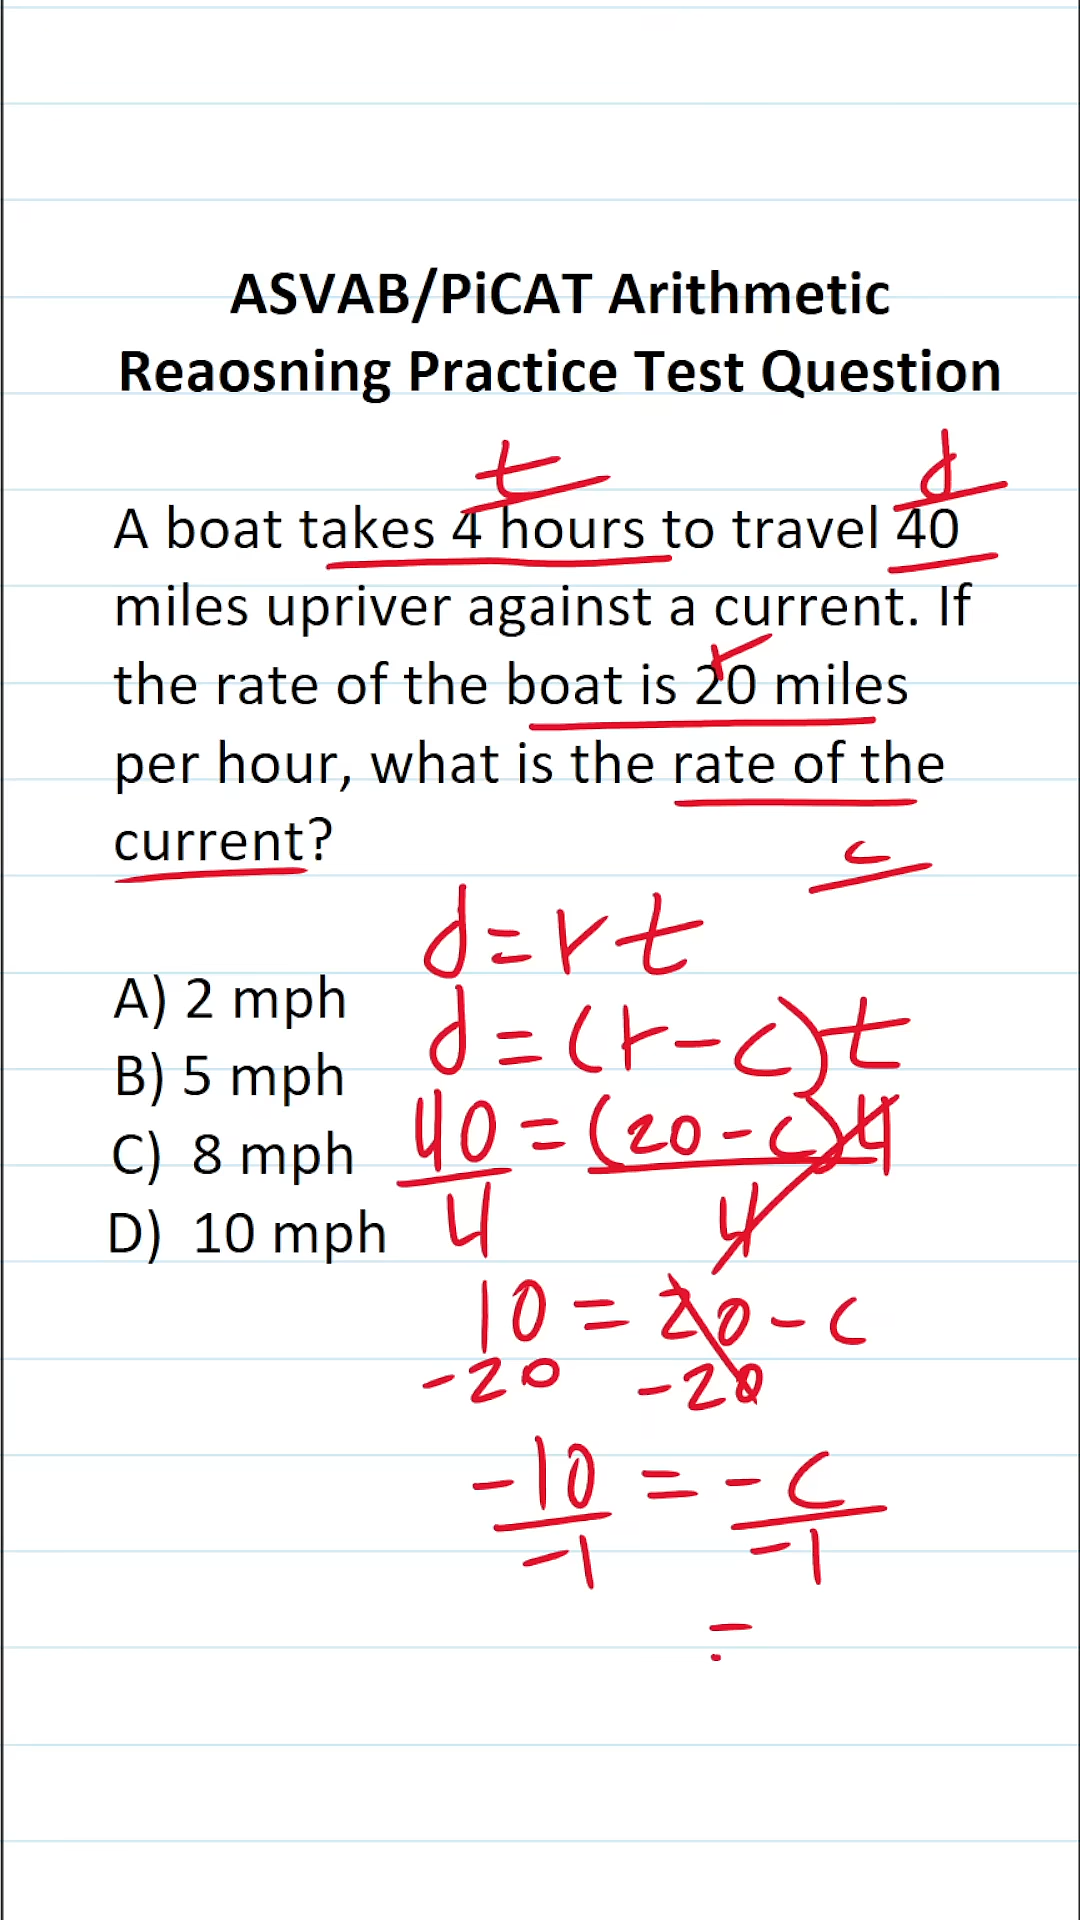 ASVAB/PiCAT Arithmetic
Reaosning Practice Test Question
t d
A boat takes 4 hours to travel 40
miles upriver against a current. If
r
the rate of the boat is 20 miles
per hour, what is the rate of the
current?
c
d = rt
A) 2 mph
d = (r - c)t
B) 5 mph
40 = (20 - c)4
C) 8 mph
4 4
D) 10 mph
10 = 20 - c
-20 -20
-10 = -c
-1 -1
=